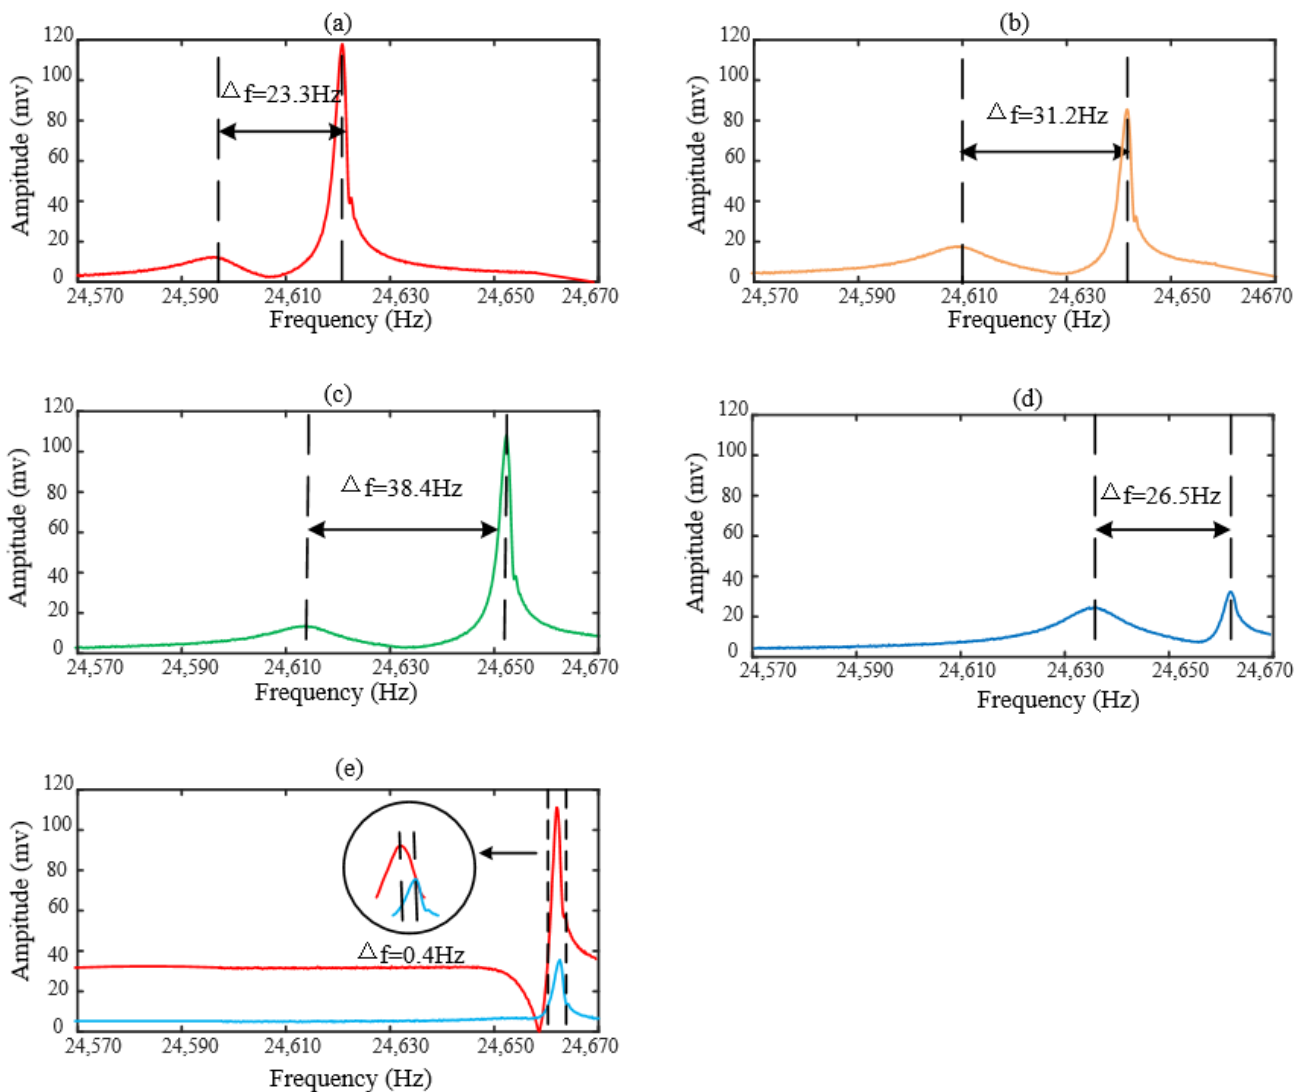 (a)
120
100
80
60
40
20
0
Ampitude (mv)
△f=23.3Hz
24,570 24,590 24,610 24,630 24,650 24,670
Frequency (Hz)
(b)
120
100
80
60
40
20
0
Ampitude (mv)
△f=31.2Hz
24,570 24,590 24,610 24,630 24,650 24670
Frequency (Hz)
(c)
120
100
80
60
40
20
0
Ampitude (mv)
△f=38.4Hz
24,570 24,590 24,610 24,630 24,650 24,670
Frequency (Hz)
(d)
120
100
80
60
40
20
0
Ampitude (mv)
△f=26.5Hz
24,570 24,590 24,610 24,630 24,650 24,670
Frequency (Hz)
(e)
120
100
80
60
40
20
0
Ampitude (mv)
△f=0.4Hz
24,570 24,590 24,610 24,630 24,650 24,670
Frequency (Hz)